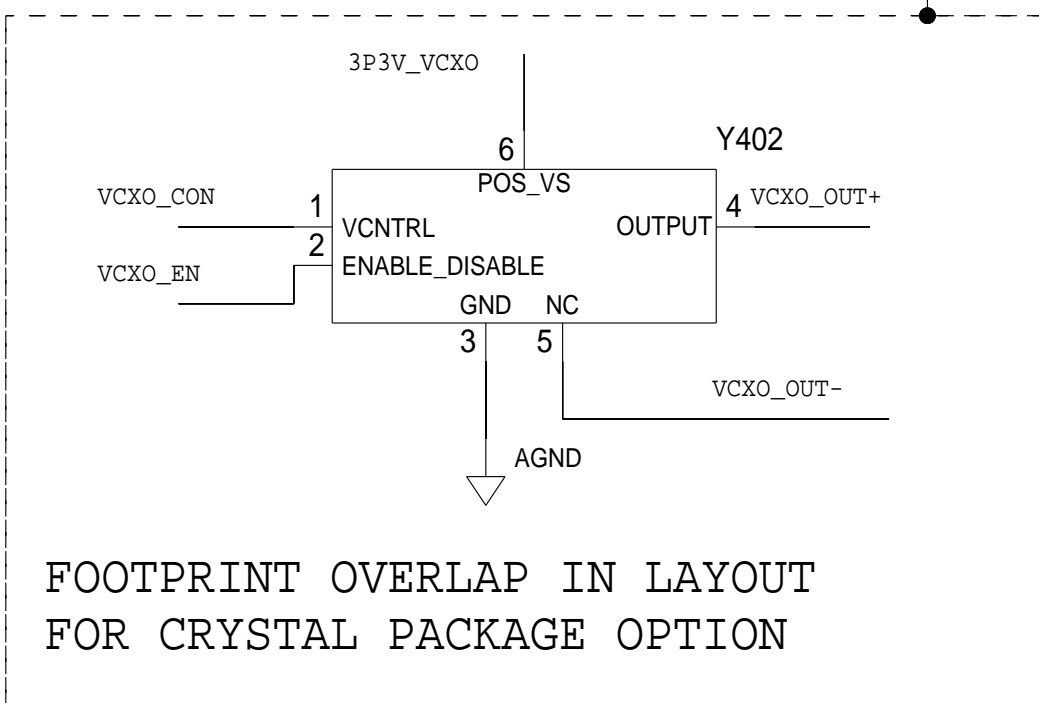 3P3V_VCXO
Y402
6
POS_VS
VCXO_CON
1
VCNTRL
OUTPUT
4
VCXO_OUT+
2
VCXO_EN
ENABLE_DISABLE
GND
NC
3
5
VCXO_OUT-
AGND
FOOTPRINT OVERLAP IN LAYOUT
FOR CRYSTAL PACKAGE OPTION